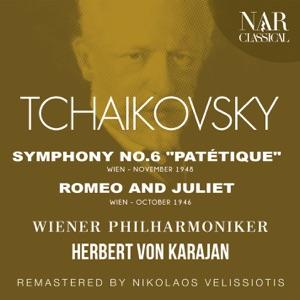 NAR
CLASSICAL
TCHAIKOVSKY
SYMPHONY NO.6 "PATÉTIQUE"
WIEN - NOVEMBER 1948
ROMEO AND JULIET
WIEN - OCTOBER 1946
WIENER PHILHARMONIKER
HERBERT VON KARAJAN
REMASTERED BY NIKOLAOS VELISSIOTIS